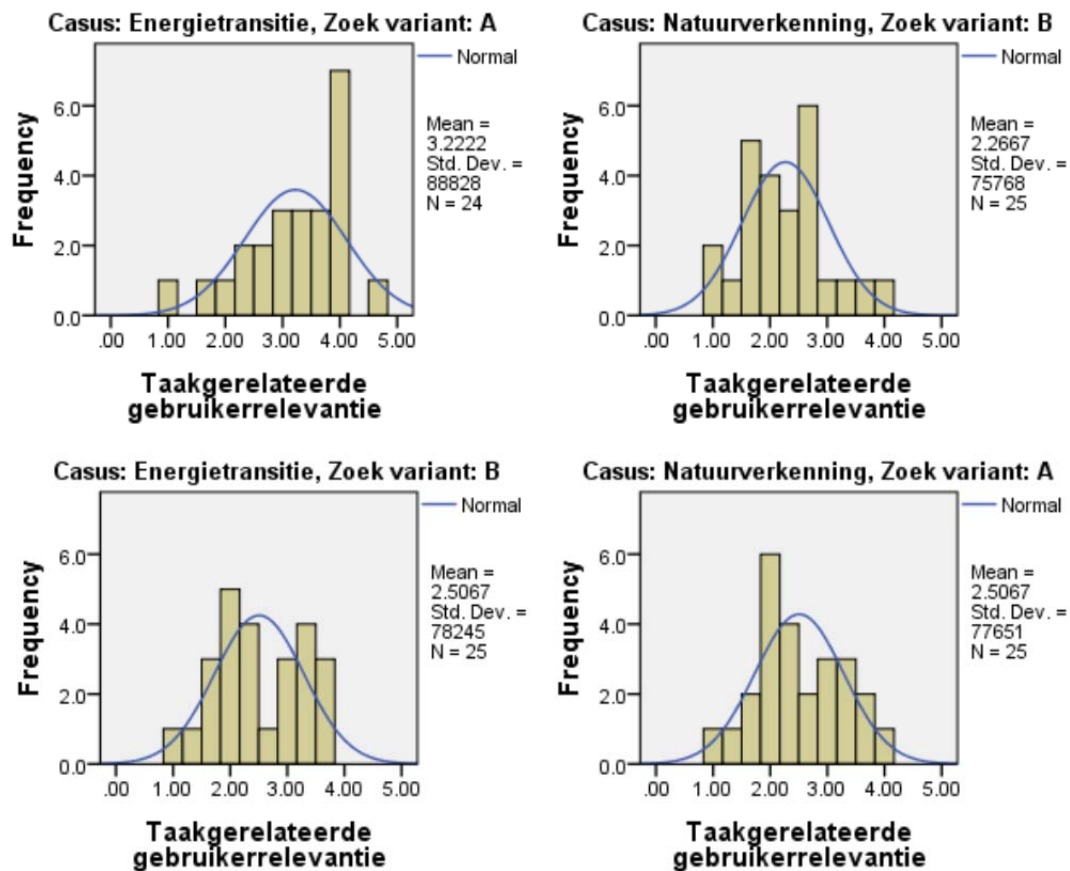 Casus: Energietransitie, Zoek variant: A
Normal
Frequency
6.0
4.0
2.0
0.0
Mean =
3.2222
Std. Dev. =
88828
N = 24
.00 1.00 2.00 3.00 4.00 5.00
Taakgerelateerde
gebruikerrelevantie
Casus: Natuurverkenning, Zoek variant: B
Normal
Frequency
6.0
4.0
2.0
0.0
Mean =
2.2667
Std. Dev. =
75768
N = 25
.00 1.00 2.00 3.00 4.00 5.00
Taakgerelateerde
gebruikerrelevantie
Casus: Energietransitie, Zoek variant: B
Normal
Frequency
6.0
4.0
2.0
0.0
Mean =
2.5067
Std. Dev. =
78245
N = 25
.00 1.00 2.00 3.00 4.00 5.00
Taakgerelateerde
gebruikerrelevantie
Casus: Natuurverkenning, Zoek variant: A
Normal
Frequency
6.0
4.0
2.0
0.0
Mean =
2.5067
Std. Dev. =
77651
N = 25
.00 1.00 2.00 3.00 4.00 5.00
Taakgerelateerde
gebruikerrelevantie